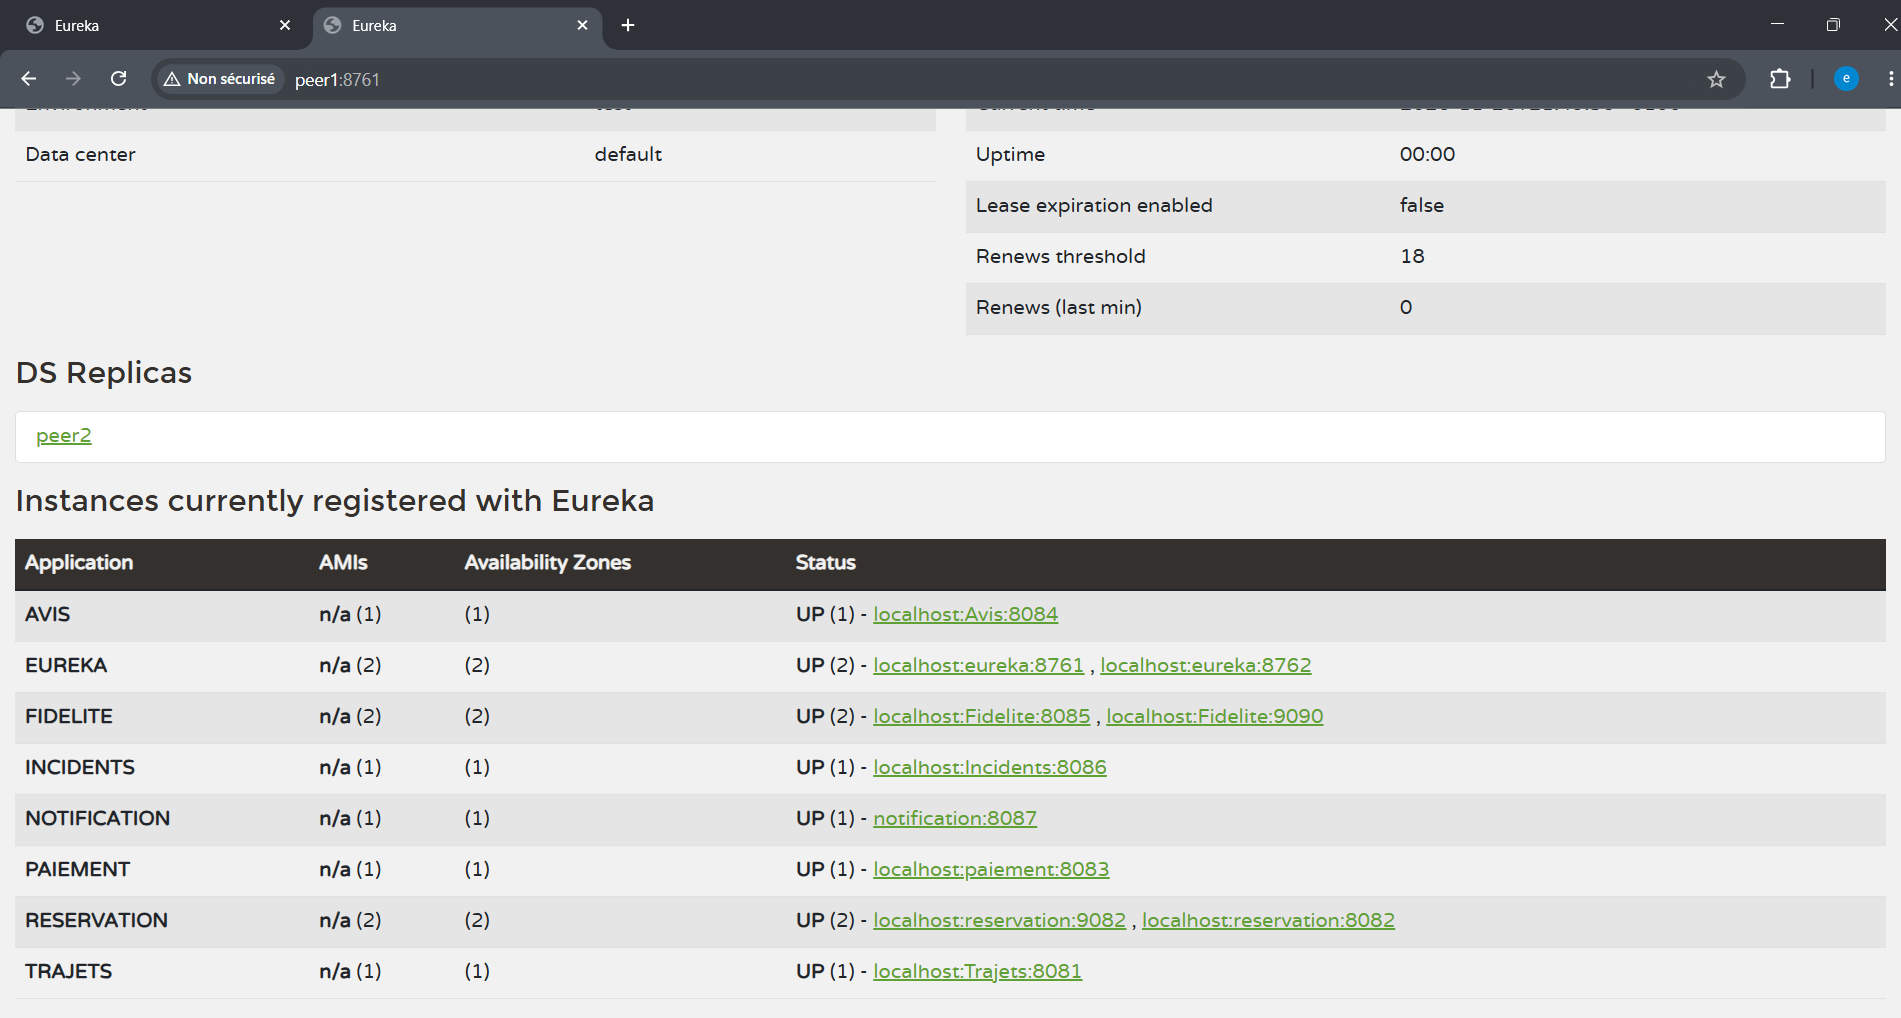 Eureka
Eureka
Non sécurisé peer1:8761
e
Data center default
Uptime 00:00
Lease expiration enabled false
Renews threshold 18
Renews (last min) 0
DS Replicas
peer2
Instances currently registered with Eureka
Application AMIs Availability Zones Status
AVIS n/a (1) (1) UP (1) - localhost:Avis:8084
EUREKA n/a (2) (2) UP (2) - localhost:eureka:8761 , localhost:eureka:8762
FIDELITE n/a (2) (2) UP (2) - localhost:Fidelite:8085 , localhost:Fidelite:9090
INCIDENTS n/a (1) (1) UP (1) - localhost:Incidents:8086
NOTIFICATION n/a (1) (1) UP (1) - notification:8087
PAIEMENT n/a (1) (1) UP (1) - localhost:paiement:8083
RESERVATION n/a (2) (2) UP (2) - localhost:reservation:9082 , localhost:reservation:8082
TRAJETS n/a (1) (1) UP (1) - localhost:Trajets:8081